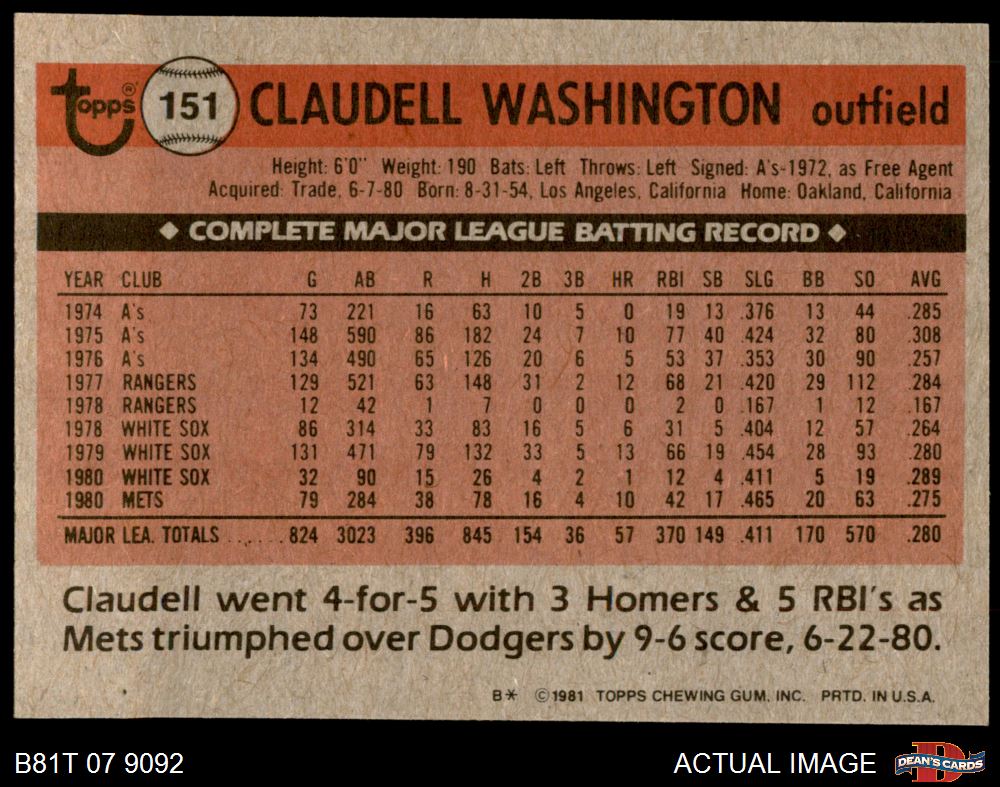 topps® 151 CLAUDELL WASHINGTON outfield
Height: 6'0" Weight: 190 Bats: Left Throws: Left Signed: A's-1972, as Free Agent
Acquired: Trade, 6-7-80 Born: 8-31-54, Los Angeles, California Home: Oakland, California
◆ COMPLETE MAJOR LEAGUE BATTING RECORD ◆
YEAR CLUB G AB R H 2B 3B HR RBI SB SLG BB SO AVG
1974 A's 73 221 16 63 10 5 0 19 13 .376 13 44 .285
1975 A's 148 590 86 182 24 7 10 77 40 .424 32 80 .308
1976 A's 134 490 65 126 20 6 5 53 37 .353 30 90 .257
1977 RANGERS 129 521 63 148 31 2 12 68 21 .420 29 112 .284
1978 RANGERS 12 42 1 7 0 0 0 2 0 .167 1 12 .167
1978 WHITE SOX 86 314 33 83 16 5 6 31 5 .404 12 57 .264
1979 WHITE SOX 131 471 79 132 33 5 13 66 19 .454 28 93 .280
1980 WHITE SOX 32 90 15 26 4 2 1 12 4 .411 5 19 .289
1980 METS 79 284 38 78 16 4 10 42 17 .465 20 63 .275
MAJOR LEA. TOTALS ....... 824 3023 396 845 154 36 57 370 149 .411 170 570 .280
Claudell went 4-for-5 with 3 Homers & 5 RBI's as
Mets triumphed over Dodgers by 9-6 score, 6-22-80.
B* ©1981 TOPPS CHEWING GUM, INC. PRTD. IN U.S.A.
B81T 07 9092 ACTUAL IMAGE DEAN'S CARDS